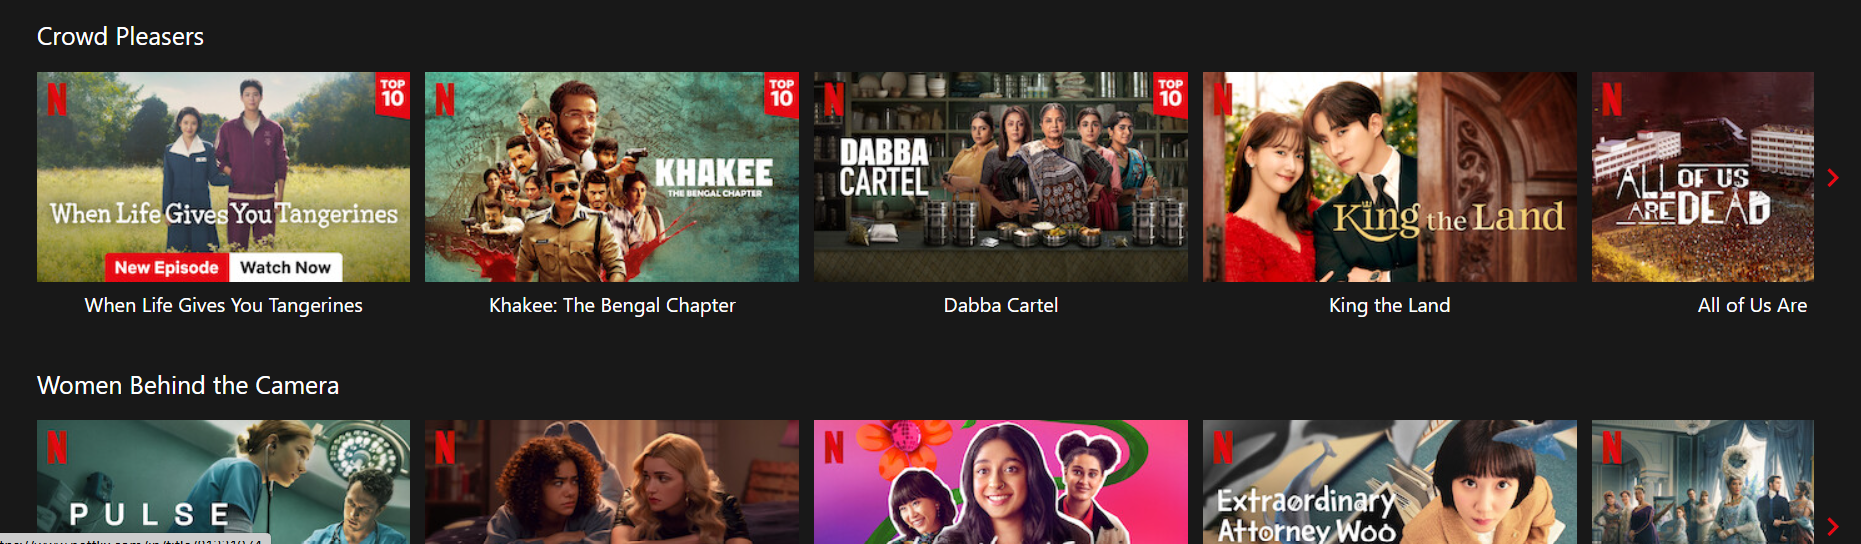 Crowd Pleasers
N
TOP
10
When Life Gives You Tangerines
New Episode
Watch Now
N
TOP
10
KHAKEE
THE BENGAL CHAPTER
N
TOP
10
DABBA
CARTEL
N
King the Land
N
ALL OF US
ARE DEAD
When Life Gives You Tangerines
Khakee: The Bengal Chapter
Dabba Cartel
King the Land
All of Us Are
Women Behind the Camera
N
PULSE
N
N
N
Extraordinary
Attorney Woo
N